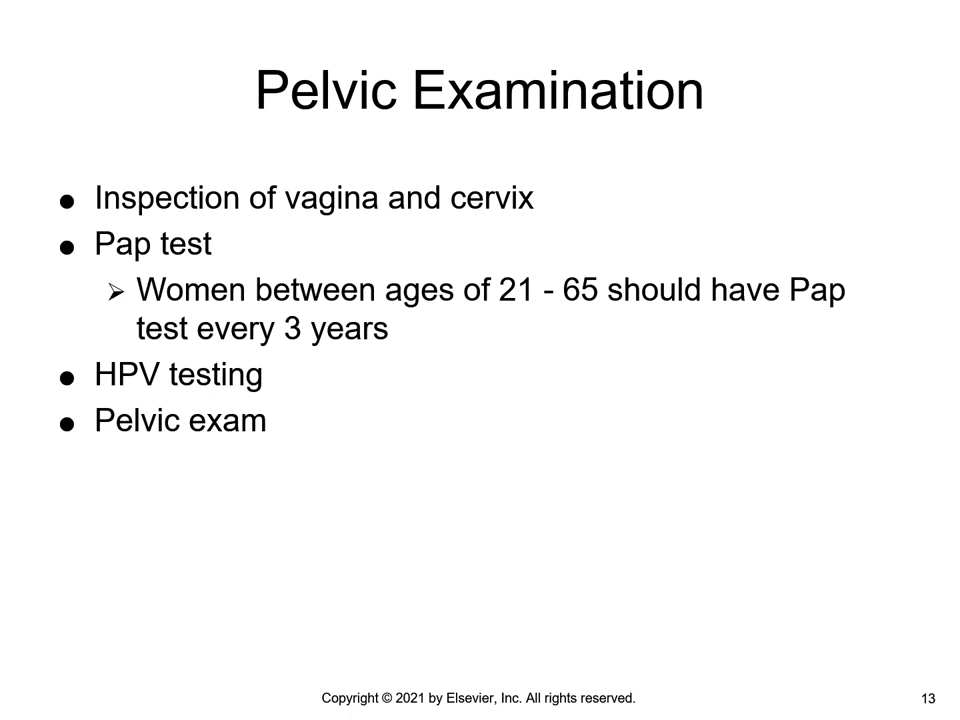 Pelvic Examination
● Inspection of vagina and cervix
● Pap test
➢ Women between ages of 21 - 65 should have Pap
test every 3 years
● HPV testing
● Pelvic exam
Copyright © 2021 by Elsevier, Inc. All rights reserved.
13